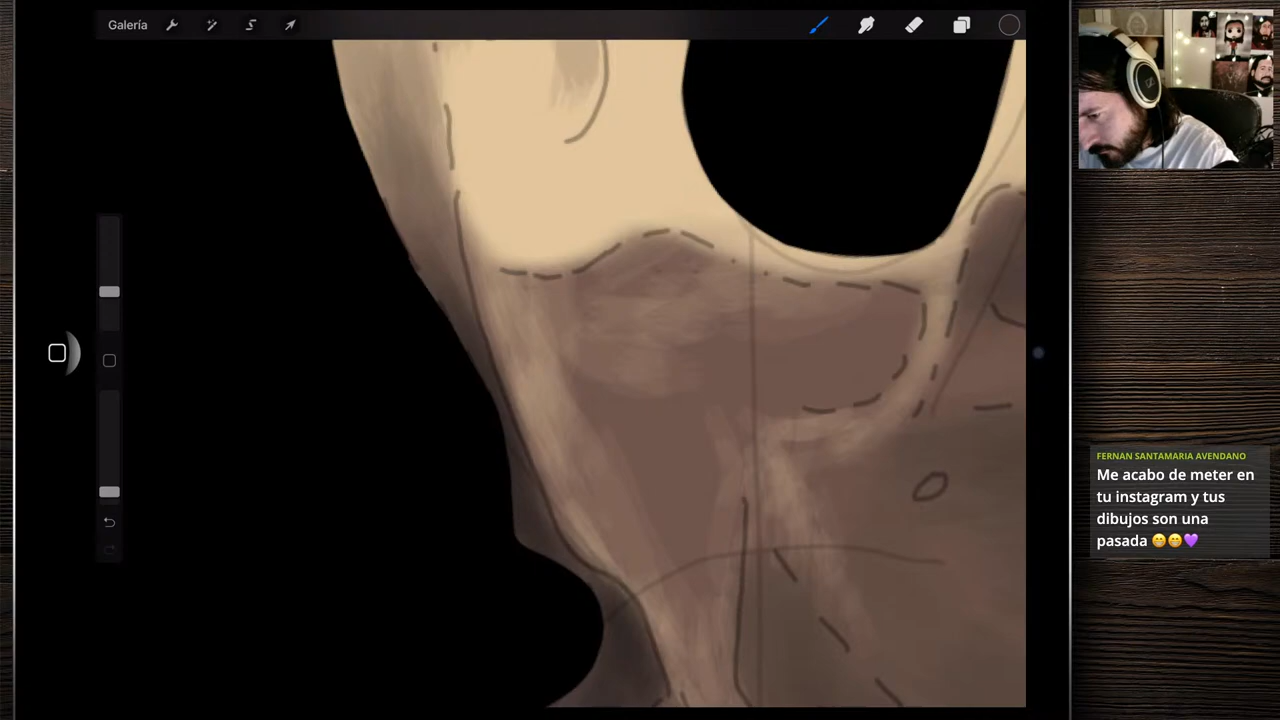 Galería
FERNAN SANTAMARIA AVENDANO
Me acabo de meter en
tu instagram y tus
dibujos son una
pasada 😁😁💜